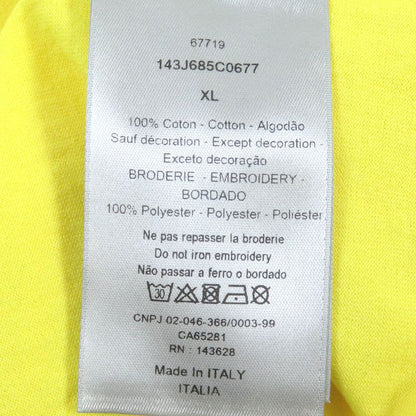 67719
143J685C0677
XL
100% Coton - Cotton - Algodão
Sauf décoration - Except decoration -
Exceto decoração
BRODERIE - EMBROIDERY -
BORDADO
100% Polyester - Polyester - Poliéster
Ne pas repasser la broderie
Do not iron embroidery
Não passar a ferro o bordado
30
CNPJ 02-046-366/0003-99
CA65281
RN : 143628
Made In ITALY
ITALIA